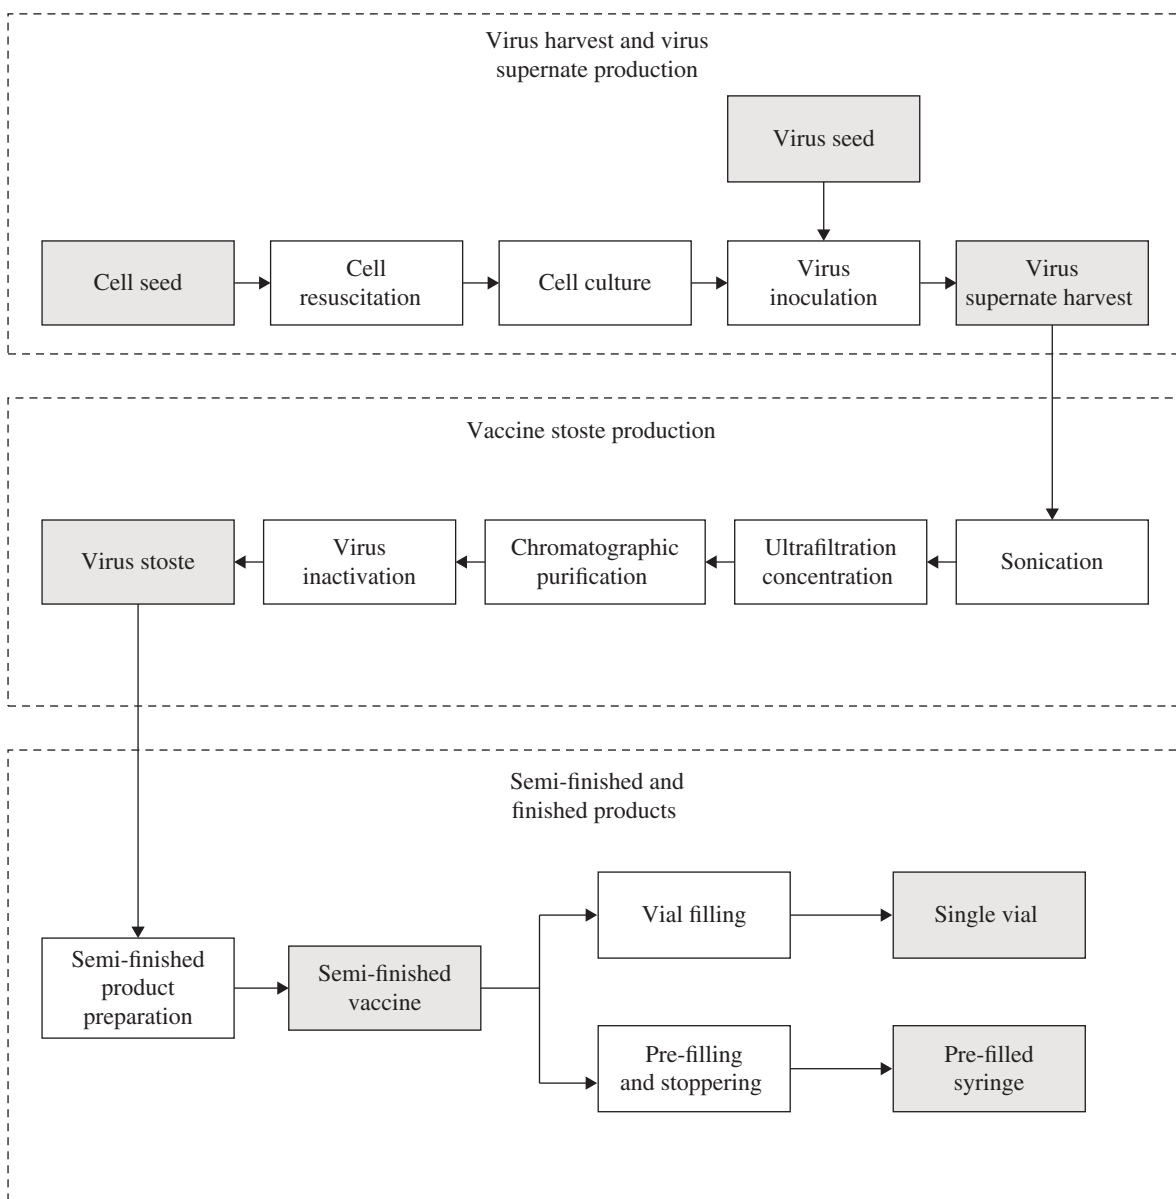 Virus harvest and virus
supernate production
Virus seed
Cell seed
Cell
resuscitation
Cell culture
Virus
inoculation
Virus
supernate harvest
Vaccine stoste production
Virus stoste
Virus
inactivation
Chromatographic
purification
Ultrafiltration
concentration
Sonication
Semi-finished and
finished products
Vial filling
Single vial
Semi-finished
product
preparation
Semi-finished
vaccine
Pre-filling
and stoppering
Pre-filled
syringe